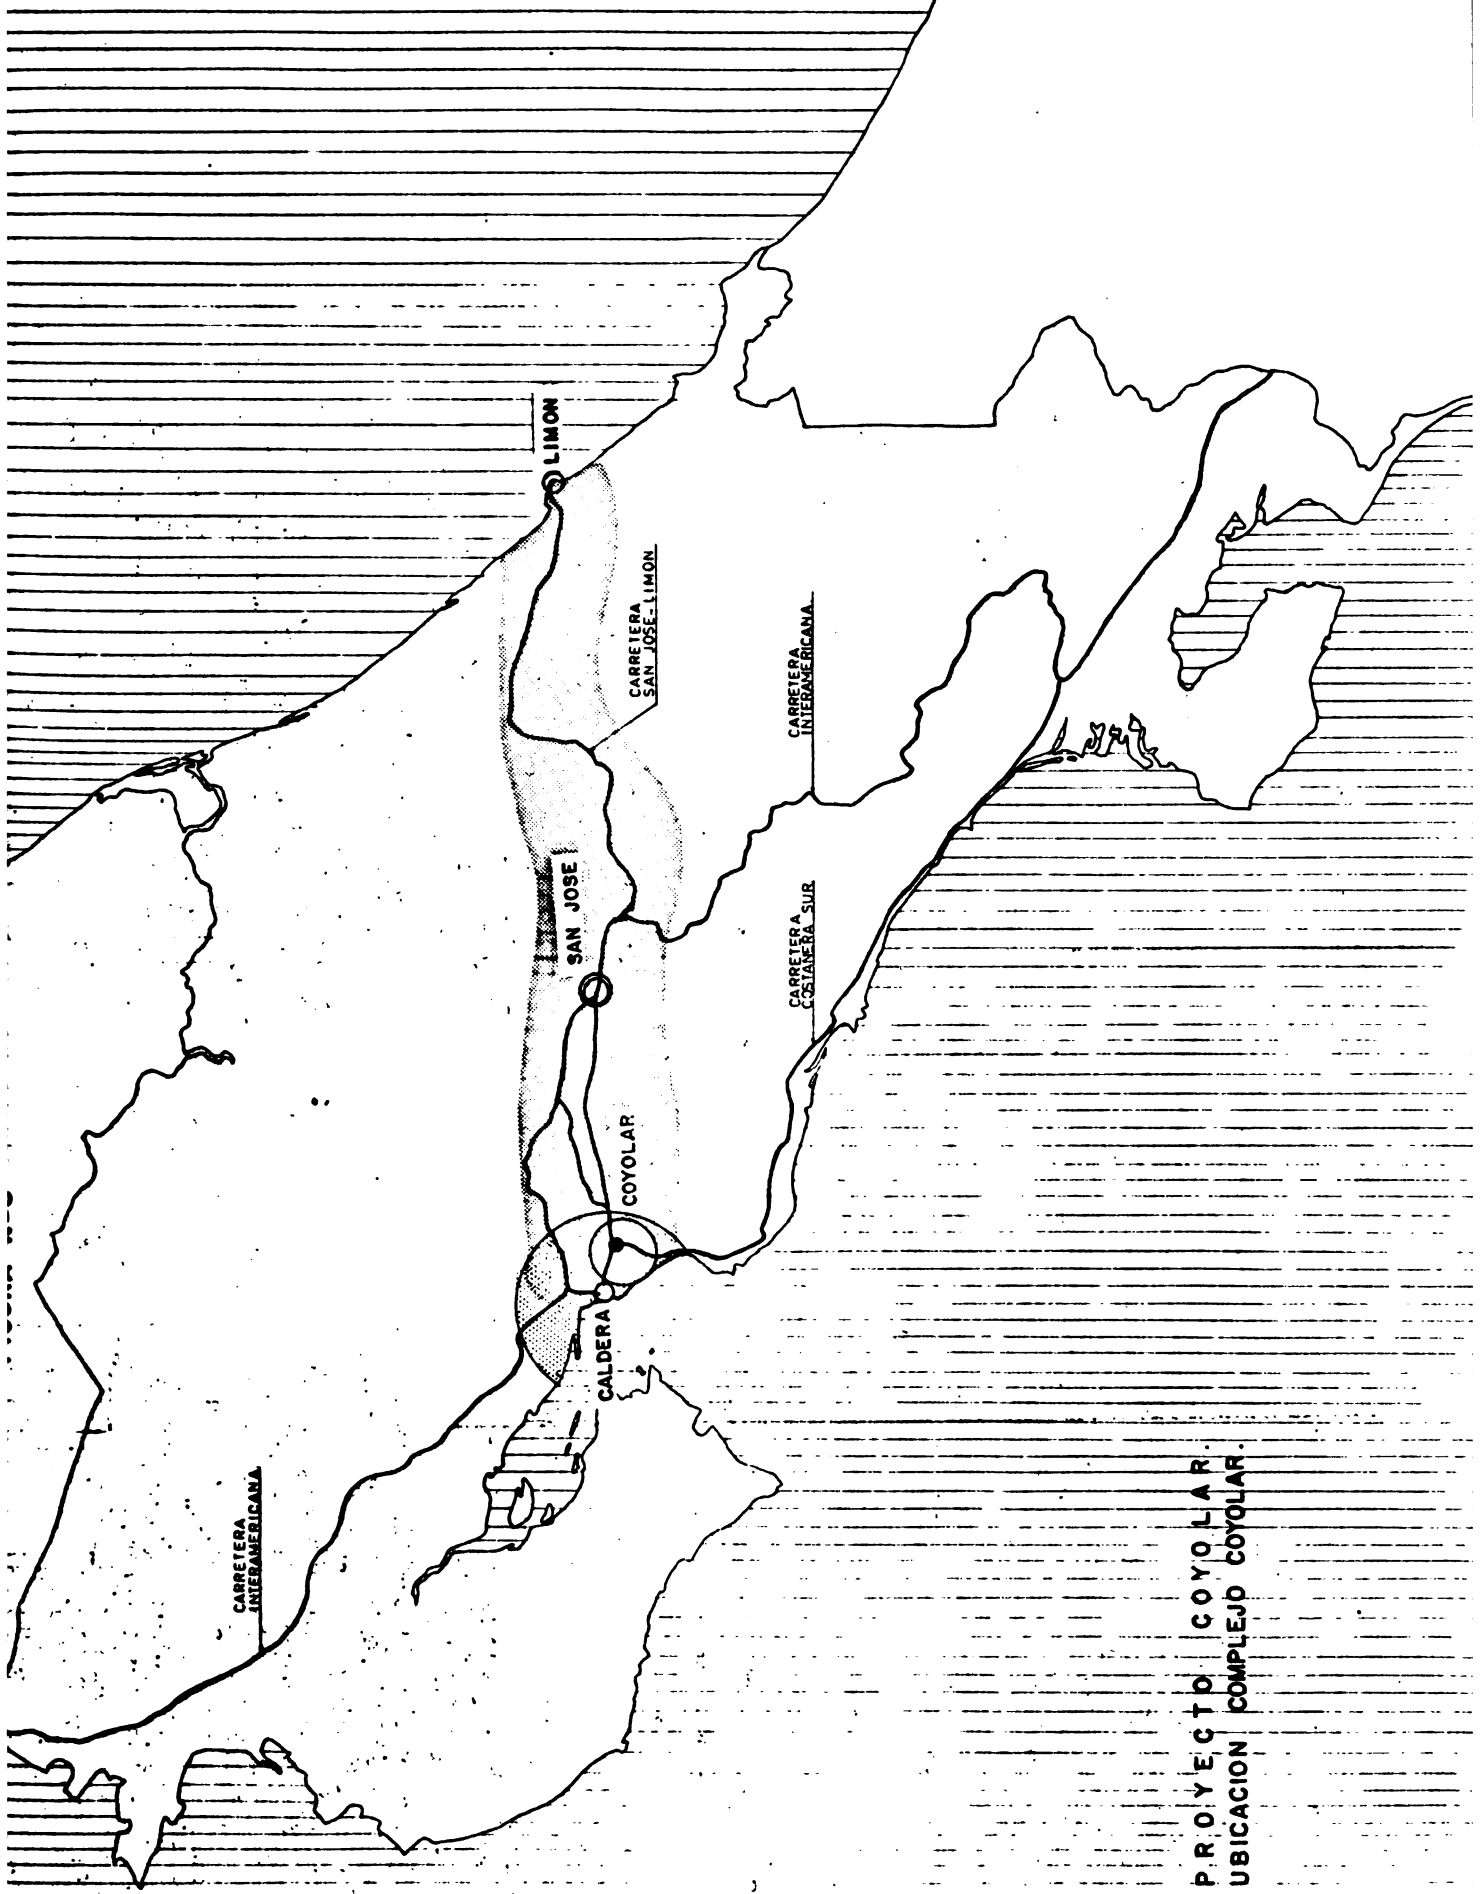 LIMON
CARRETERA
SAN JOSE-LIMON
CARRETERA
INTERAMERICANA
SAN JOSE
CARRETERA
COSTANERA SUR
COYOLAR
CALDERA
CARRETERA
INTERAMERICANA
PROYECTO COYOLAR.
UBICACION COMPLEJO COYOLAR.